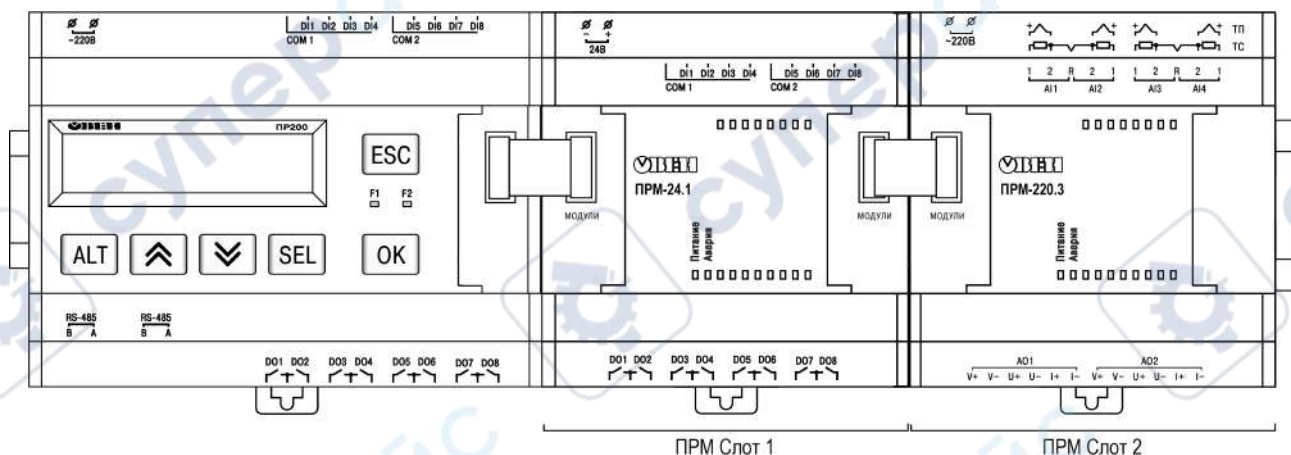 ~220В
DI1 DI2 DI3 DI4 DI5 DI6 DI7 DI8
COM 1 COM 2
- +
24В
DI1 DI2 DI3 DI4 DI5 DI6 DI7 DI8
COM 1 COM 2
~220В
+ + + + ТП
ТС
1 2 R 2 1 1 2 R 2 1
AI1 AI2 AI3 AI4
ОВЕН ПР200
ESC
F1 F2
ALT SEL OK
МОДУЛИ
ОВЕН
ПРМ-24.1
Питание
Авария
МОДУЛИ
МОДУЛИ
ОВЕН
ПРМ-220.3
Питание
Авария
RS-485 RS-485
B A B A
DO1 DO2 DO3 DO4 DO5 DO6 DO7 DO8
DO1 DO2 DO3 DO4 DO5 DO6 DO7 DO8
AO1 AO2
V+ V- U+ U- I+ I- V+ V- U+ U- I+ I-
ПРМ Слот 1 ПРМ Слот 2